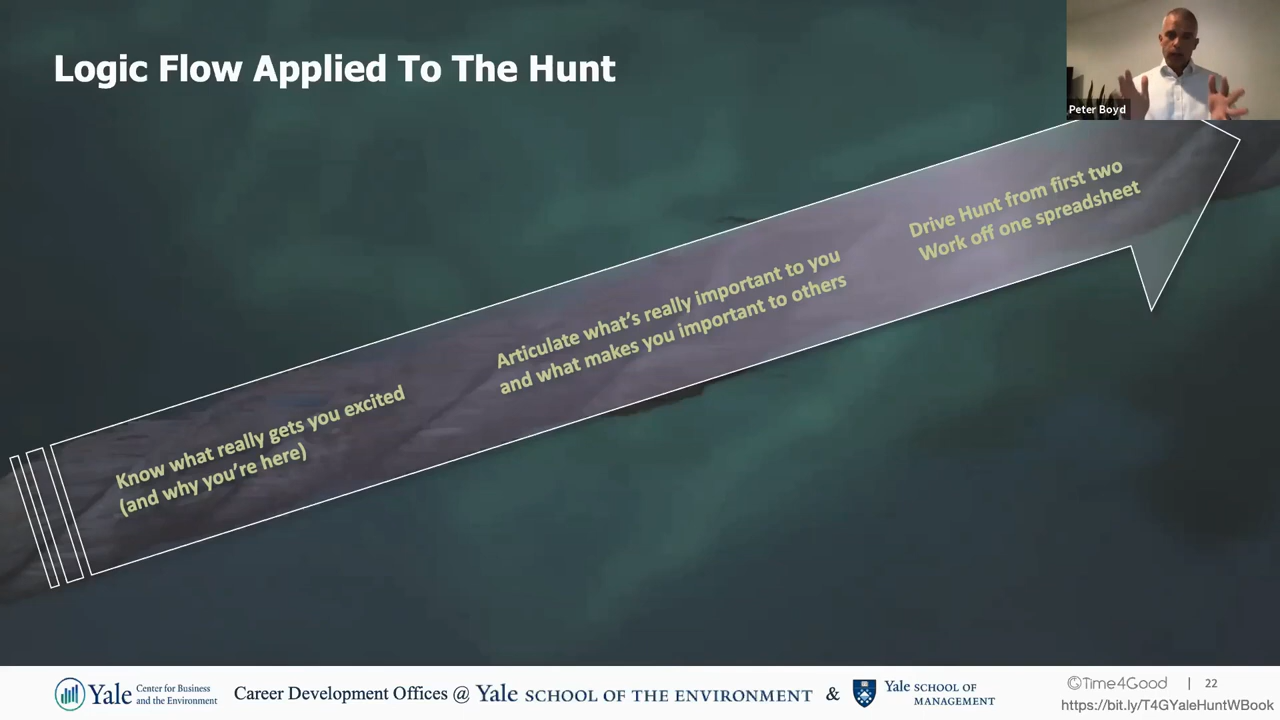 Logic Flow Applied To The Hunt
Peter Boyd
Drive Hunt from first two
Work off one spreadsheet
Articulate what's really important to you
and what makes you important to others
Know what really gets you excited
(and why you're here)
Yale Center for Business and the Environment
Career Development Offices @ Yale SCHOOL OF THE ENVIRONMENT & Yale SCHOOL OF MANAGEMENT
©Time4Good | 22
https://bit.ly/T4GYaleHuntWBook